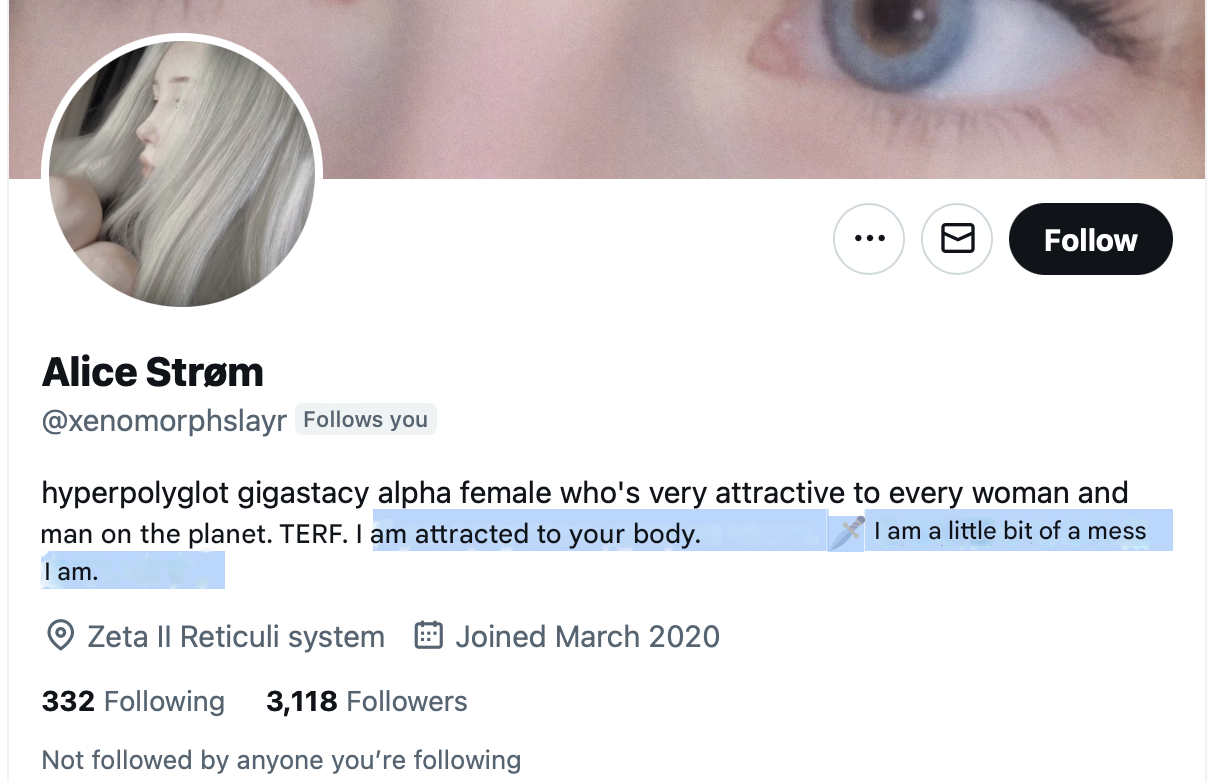 Follow
Alice Strøm
@xenomorphslayr Follows you
hyperpolyglot gigastacy alpha female who's very attractive to every woman and
man on the planet. TERF. I am attracted to your body. 🗡️ I am a little bit of a mess
I am.
Zeta II Reticuli system Joined March 2020
332 Following 3,118 Followers
Not followed by anyone you’re following